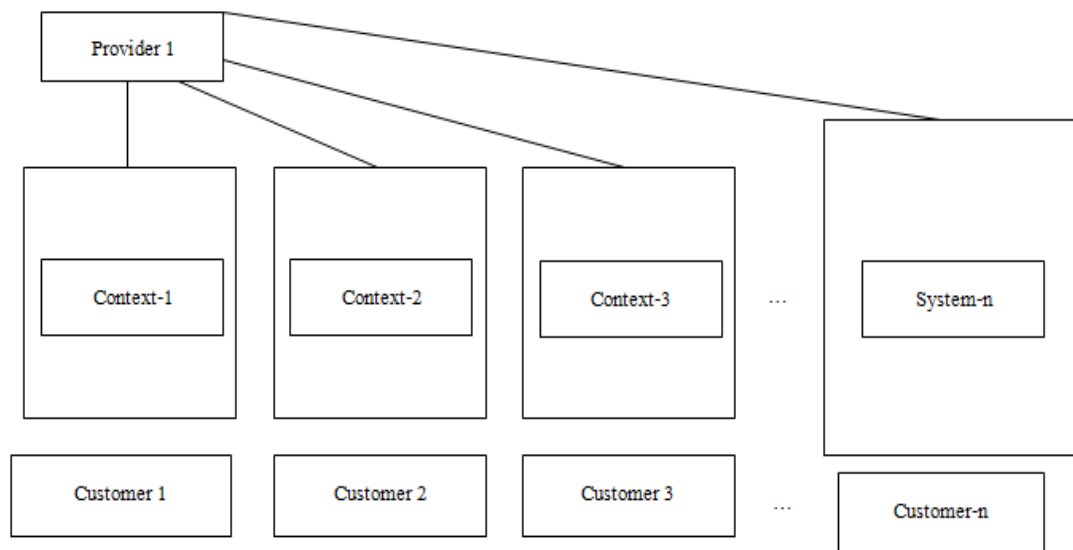 Provider 1
Context-1
Context-2
Context-3
...
System-n
Customer 1
Customer 2
Customer 3
...
Customer-n